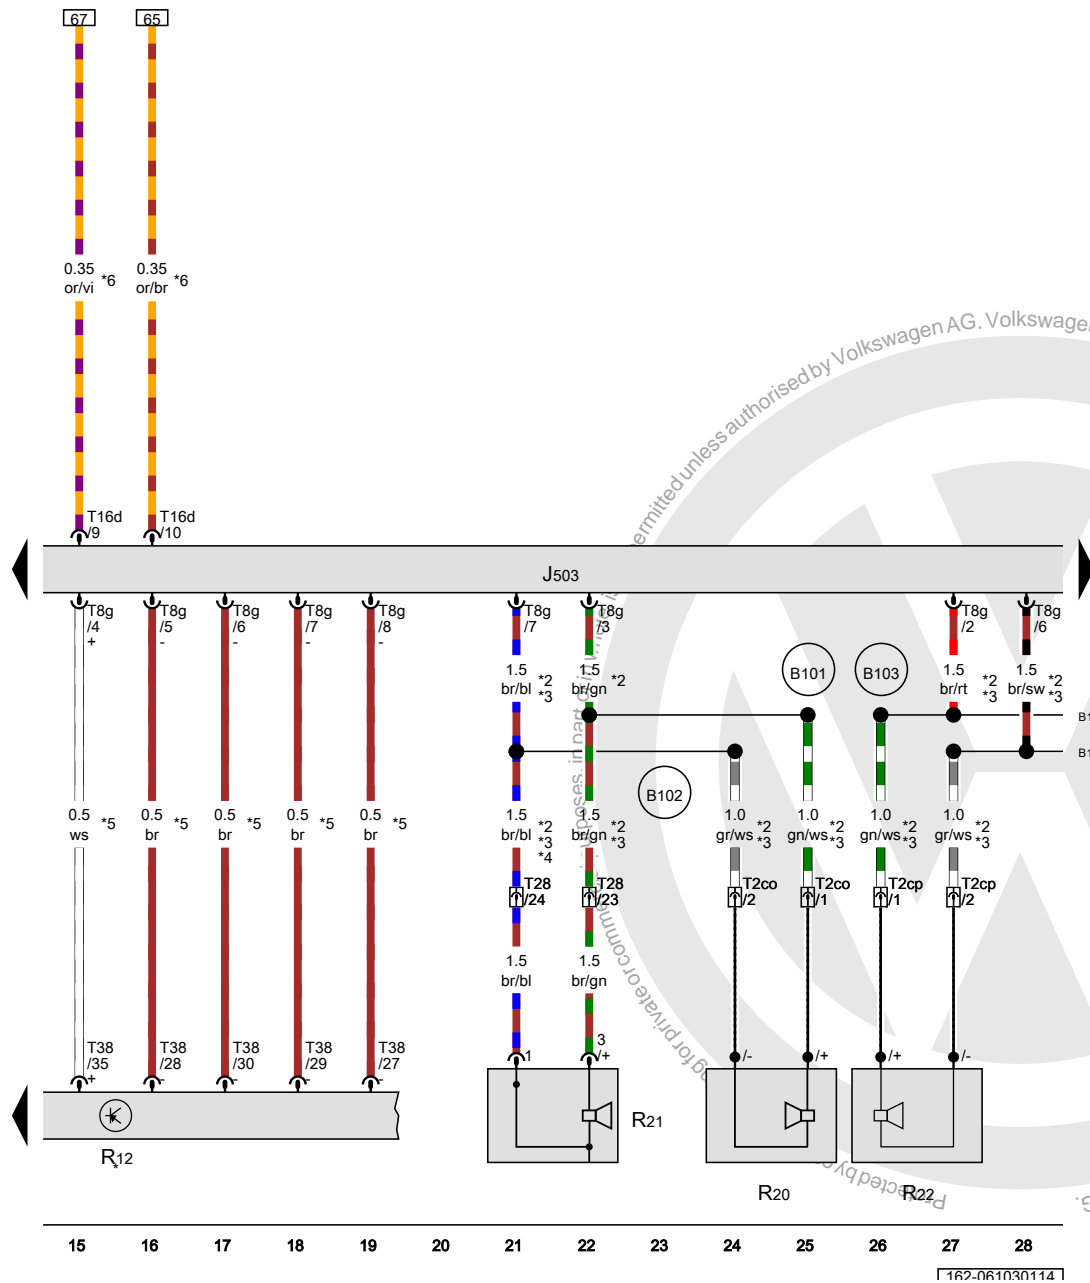 67 65
0.35 *6 0.35 *6
or/vi or/br
ermitted unless authorised by Volkswagen AG. Volkswagen
T16d T16d
/9 /10
J503
T8g T8g T8g T8g T8g T8g T8g T8g T8g
/4 /5 /6 /7 /8 /7 /3 /2 /6
+ - - - -
B101 B103
1.5 *2 1.5 *2 1.5 *2 1.5 *2
br/bl *3 br/gn br/rt *3 br/sw *3
B1
B1
B102
0.5 *5 0.5 *5 0.5 *5 0.5 *5 0.5 *5 1.5 *2 1.5 *2 1.0 *2 1.0 *2 1.0 *2 1.0 *2
ws br br br br br/bl *3 br/gn *3 gr/ws *3 gn/ws *3 gn/ws *3 gr/ws *3
*4
T28 T28 T2co T2co T2cp T2cp
/24 /23 /2 /1 /1 /2
1.5 1.5
br/bl br/gn
T38 T38 T38 T38 T38 1 3
/35 /28 /30 /29 /27 /+ /- /+ /+ /-
+ - - - -
R21
R12
*
R20 R22
15 16 17 18 19 20 21 22 23 24 25 26 27 28
162-061030114